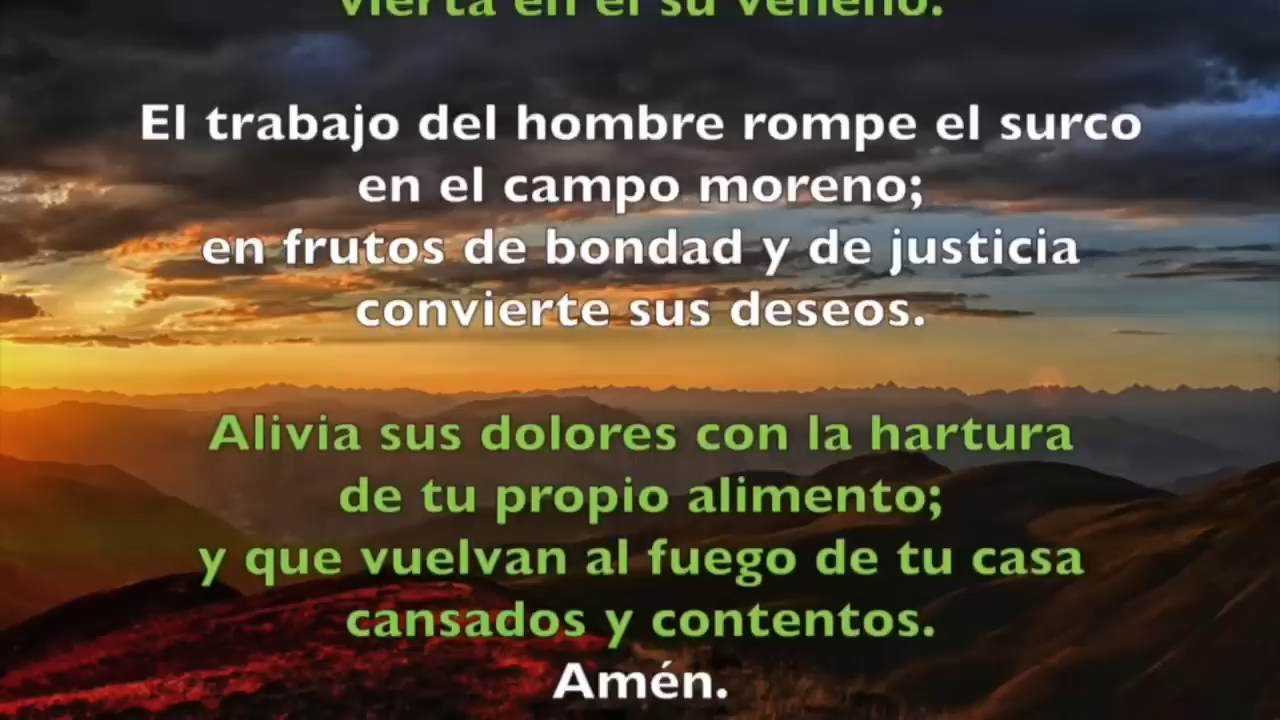 vierta en él su veneno.
El trabajo del hombre rompe el surco
en el campo moreno;
en frutos de bondad y de justicia
convierte sus deseos.
Alivia sus dolores con la hartura
de tu propio alimento;
y que vuelvan al fuego de tu casa
cansados y contentos.
Amén.